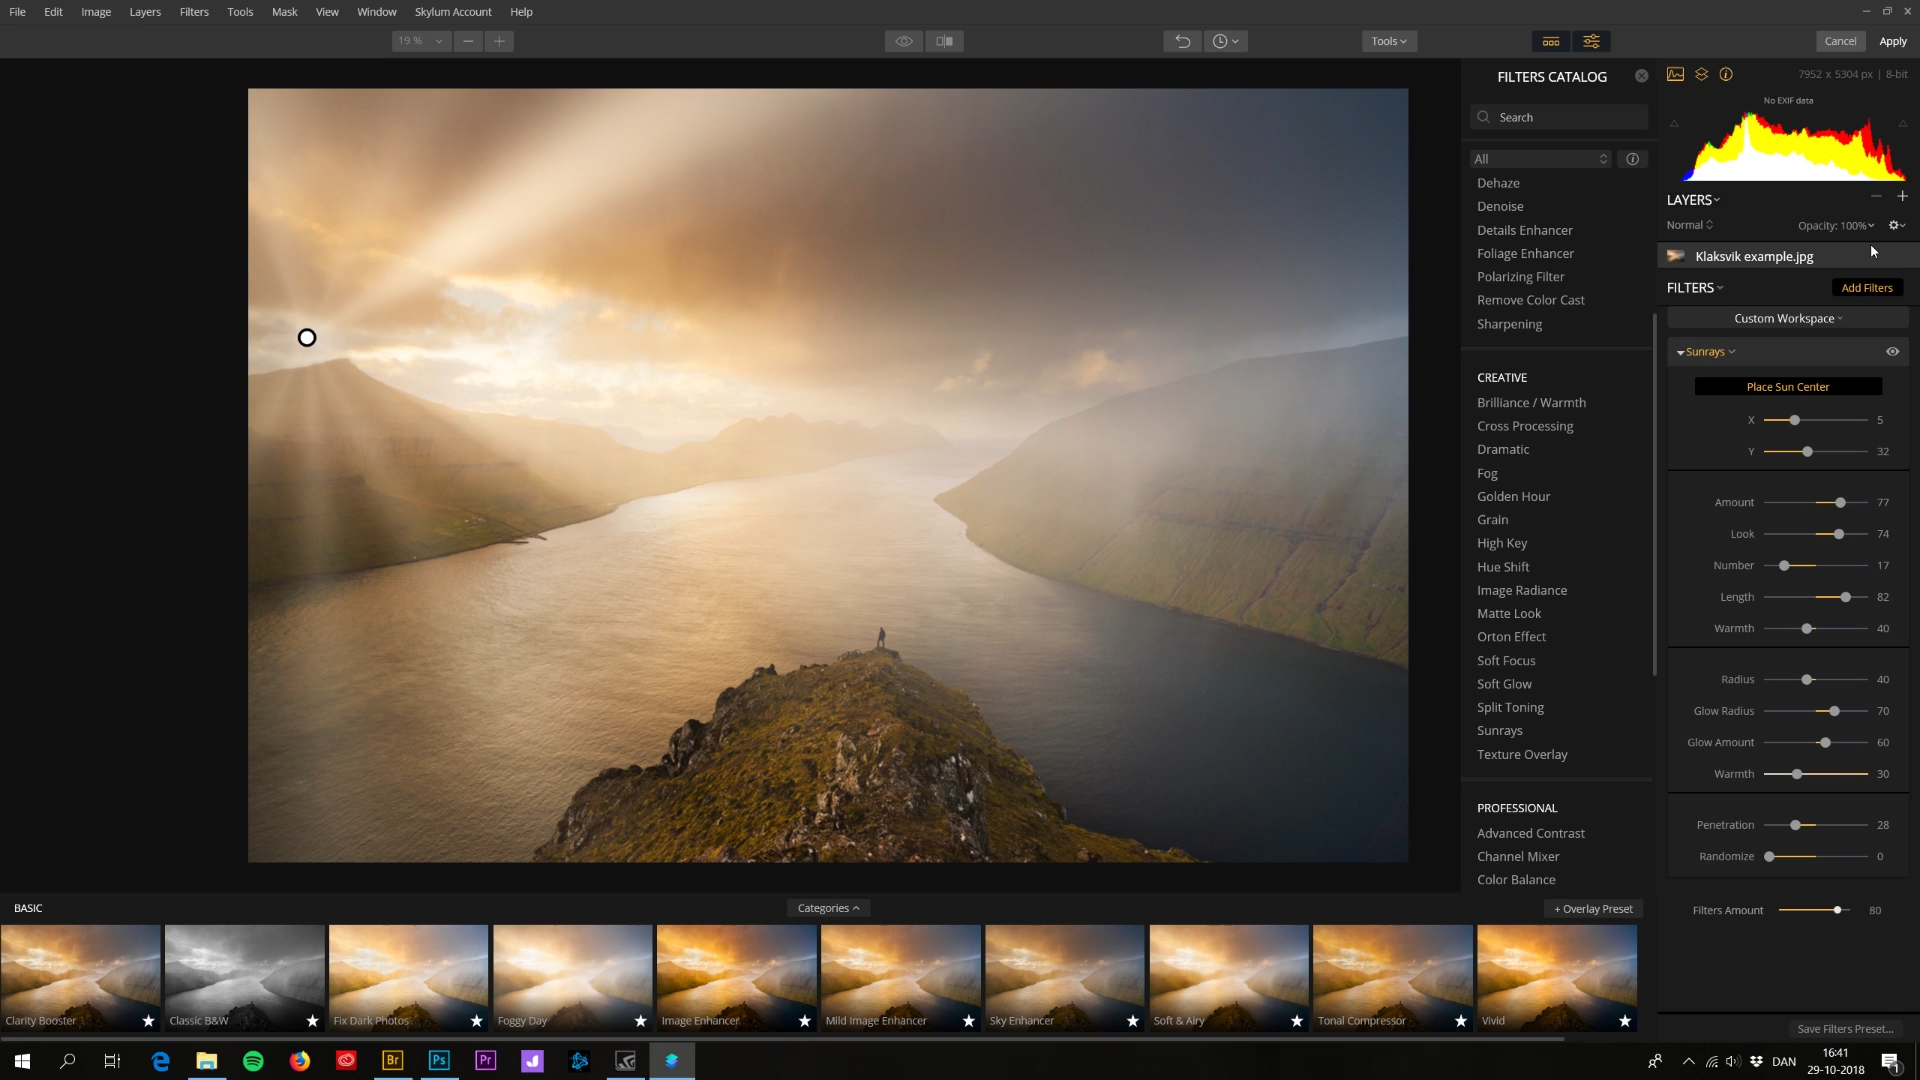 File Edit Image Layers Filters Tools Mask View Window Skylum Account Help
19 %
Tools
Cancel
Apply
FILTERS CATALOG
Search
All
Dehaze
Denoise
Details Enhancer
Foliage Enhancer
Polarizing Filter
Remove Color Cast
Sharpening
CREATIVE
Brilliance / Warmth
Cross Processing
Dramatic
Fog
Golden Hour
Grain
High Key
Hue Shift
Image Radiance
Matte Look
Orton Effect
Soft Focus
Soft Glow
Split Toning
Sunrays
Texture Overlay
PROFESSIONAL
Advanced Contrast
Channel Mixer
Color Balance
7952 x 5304 px | 8-bit
No EXIF data
LAYERS
Normal Opacity: 100%
Klaksvik example.jpg
FILTERS Add Filters
Custom Workspace
Sunrays
Place Sun Center
X 5
Y 32
Amount 77
Look 74
Number 17
Length 82
Warmth 40
Radius 40
Glow Radius 70
Glow Amount 60
Warmth 30
Penetration 28
Randomize 0
Filters Amount 80
Save Filters Preset...
BASIC
Categories
+ Overlay Preset
Clarity Booster
Classic B&W
Fix Dark Photos
Foggy Day
Image Enhancer
Mild Image Enhancer
Sky Enhancer
Soft & Airy
Tonal Compressor
Vivid
Br
Ps
Pr
DAN
16:41
29-10-2018
1